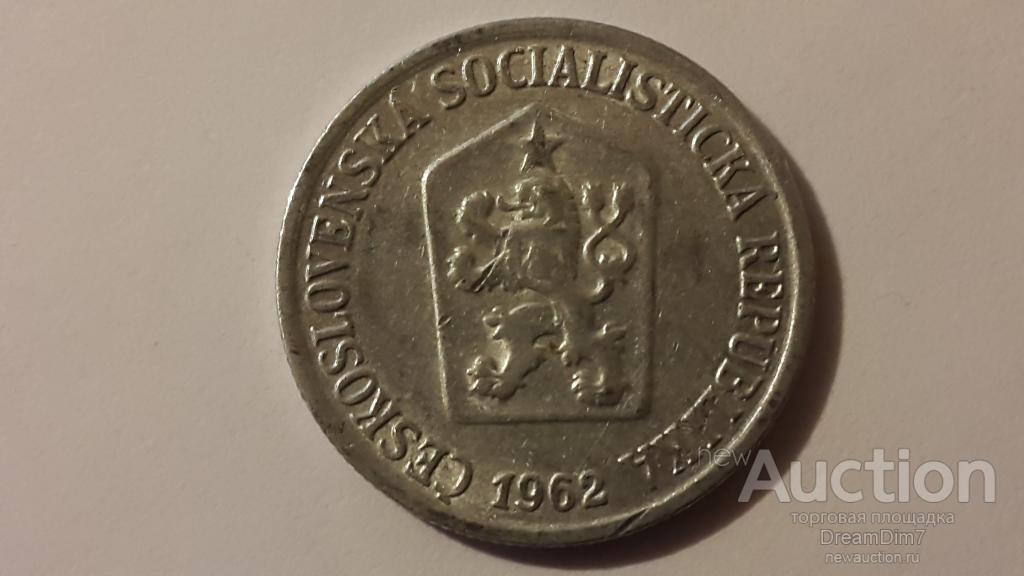 ČESKOSLOVENSKÁ SOCIALISTICKÁ REPUBLIKA
1962
newAuction
торговая площадка
DreamDim7
newauction.ru